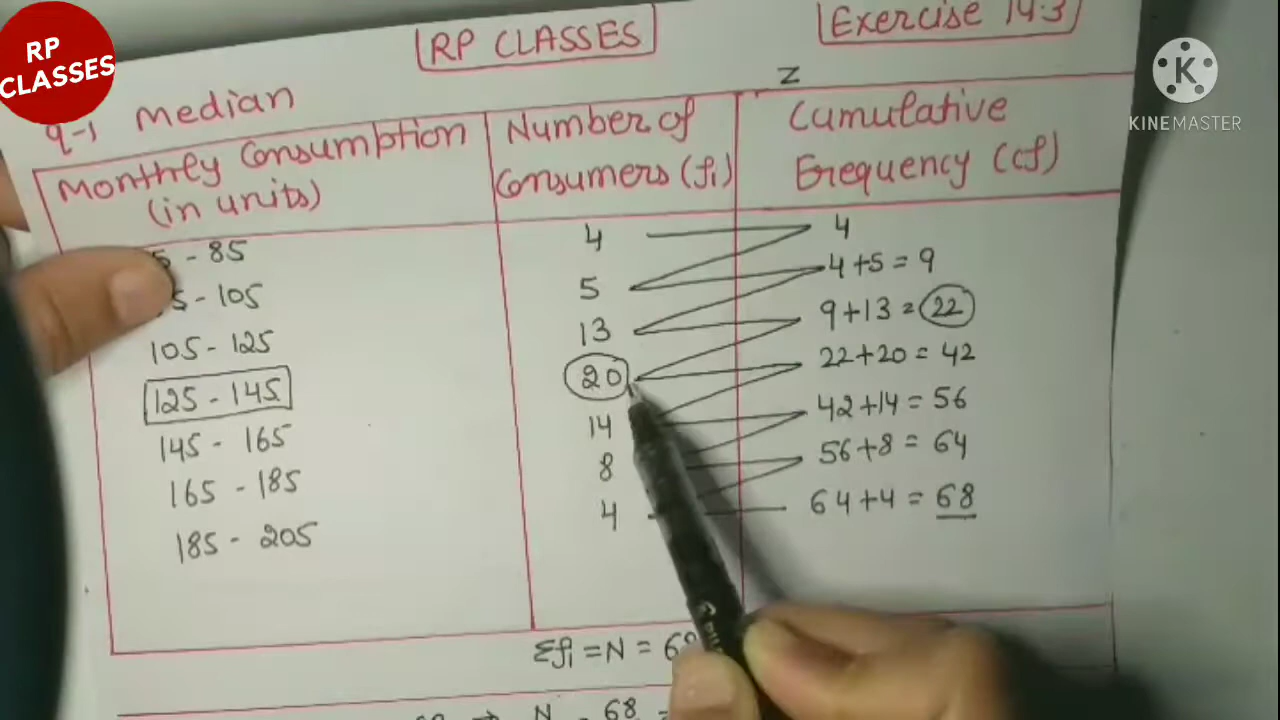 RP CLASSES
Exercise 14.3
RP
CLASSES
KINEMASTER
q-1 Median
Z
Monthly Consumption (in units)
Number of Consumers (fi)
Cumulative Frequency (cf)
- 85 4 4
- 105 5 4+5 = 9
105 - 125 13 9+13 = 22
125 - 145 20 22+20 = 42
145 - 165 14 42+14 = 56
165 - 185 8 56+8 = 64
185 - 205 4 64+4 = 68
Σfi = N = 68
N 68 =